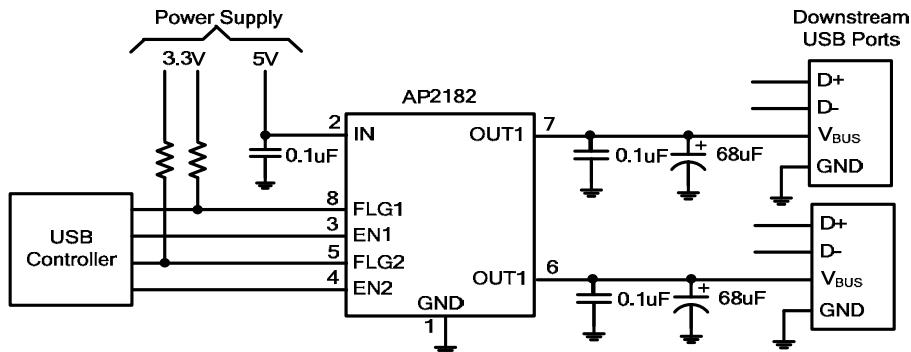 Power Supply
Downstream
USB Ports
3.3V
5V
AP2182
D+
D-
VBUS
GND
2
IN
OUT1
7
0.1uF
0.1uF
68uF
8
FLG1
3
EN1
5
FLG2
4
EN2
USB
Controller
OUT1
6
GND
1
0.1uF
68uF
D+
D-
VBUS
GND